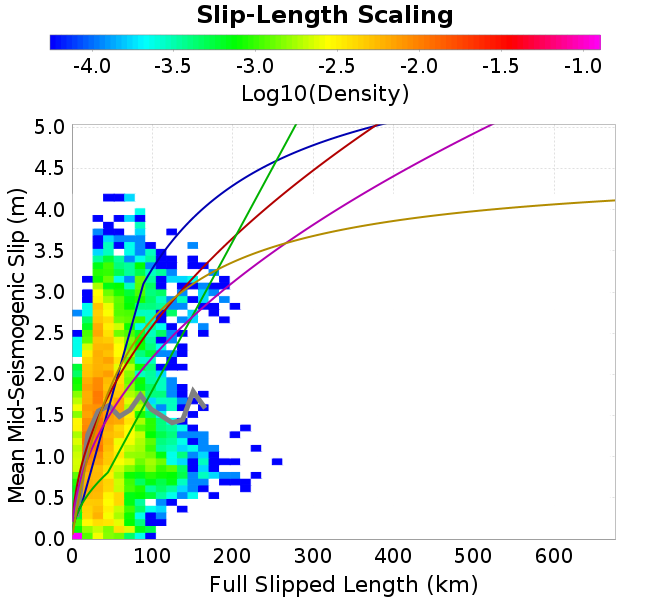 Slip-Length Scaling
-4.0 -3.5 -3.0 -2.5 -2.0 -1.5 -1.0
Log10(Density)
5.0
4.5
4.0
3.5
3.0
2.5
2.0
1.5
1.0
0.5
0.0
Mean Mid-Seismogenic Slip (m)
0 100 200 300 400 500 600
Full Slipped Length (km)